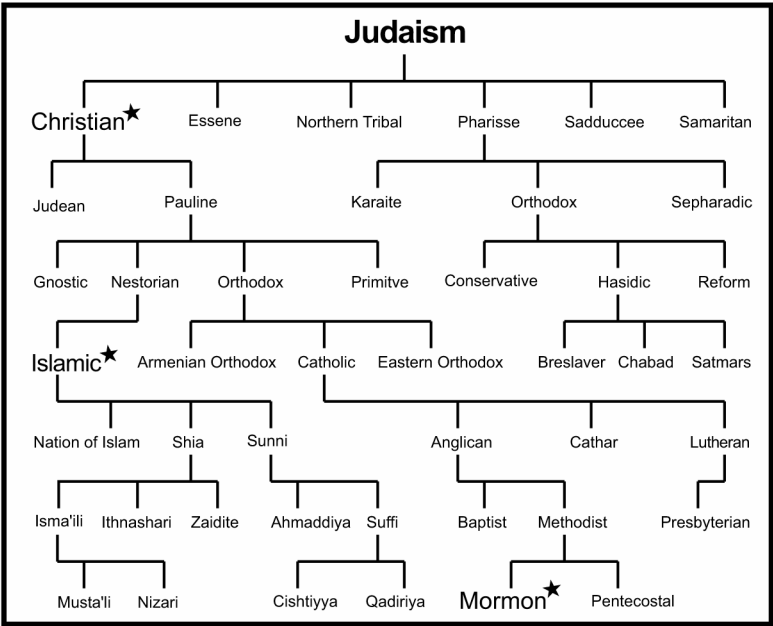 Judaism
Christian Essene Northern Tribal Pharisse Sadduccee Samaritan
Judean Pauline Karaite Orthodox Sepharadic
Gnostic Nestorian Orthodox Primitve Conservative Hasidic Reform
Islamic Armenian Orthodox Catholic Eastern Orthodox Breslaver Chabad Satmars
Nation of Islam Shia Sunni Anglican Cathar Lutheran
Isma'ili Ithnashari Zaidite Ahmaddiya Suffi Baptist Methodist Presbyterian
Musta'li Nizari Cishtiyya Qadiriya Mormon Pentecostal